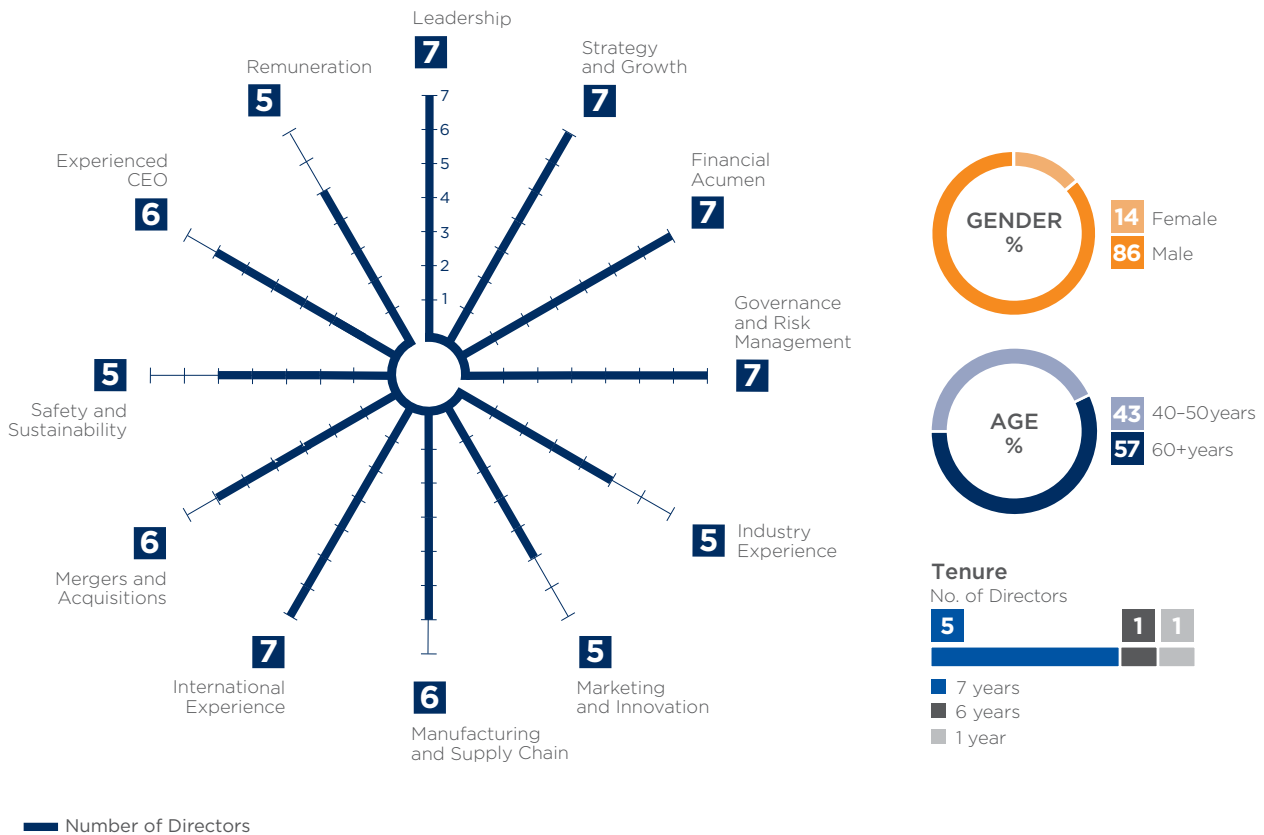 Leadership
7
Strategy
and Growth
7
Financial
Acumen
7
Governance
and Risk
Management
7
Industry
Experience
5
Marketing
and Innovation
5
Manufacturing
and Supply Chain
6
International
Experience
7
Mergers and
Acquisitions
6
Safety and
Sustainability
5
Experienced
CEO
6
Remuneration
5
7
6
5
4
3
2
1
Number of Directors
GENDER
%
14 Female
86 Male
AGE
%
43 40–50years
57 60+years
Tenure
No. of Directors
5 1 1
7 years
6 years
1 year